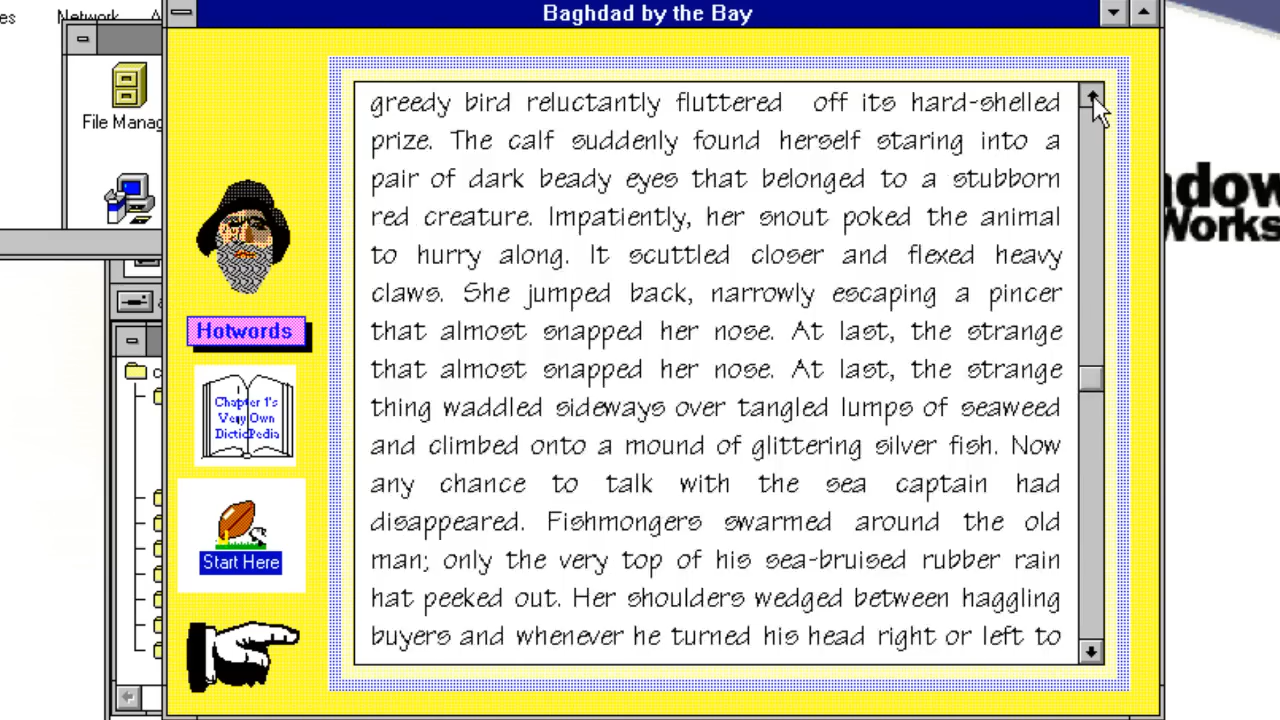 es
Network
A
Baghdad by the Bay
File Manag
greedy bird reluctantly fluttered off its hard-shelled
prize. The calf suddenly found herself staring into a
pair of dark beady eyes that belonged to a stubborn
red creature. Impatiently, her snout poked the animal
to hurry along. It scuttled closer and flexed heavy
claws. She jumped back, narrowly escaping a pincer
that almost snapped her nose. At last, the strange
that almost snapped her nose. At last, the strange
thing waddled sideways over tangled lumps of seaweed
and climbed onto a mound of glittering silver fish. Now
any chance to talk with the sea captain had
disappeared. Fishmongers swarmed around the old
man; only the very top of his sea-bruised rubber rain
hat peeked out. Her shoulders wedged between haggling
buyers and whenever he turned his head right or left to
Hotwords
Chapter 1's
Very Own
DictioPedia
Start Here
c
adow
Works